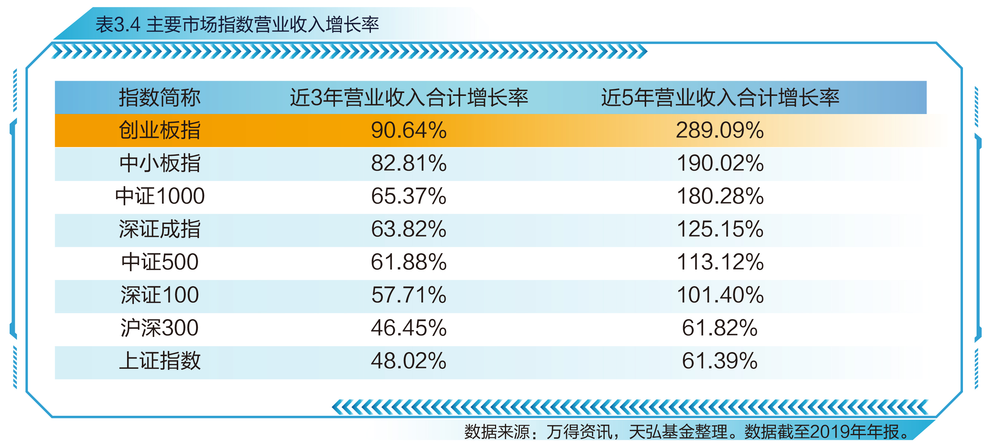 表3.4 主要市场指数营业收入增长率
指数简称 近3年营业收入合计增长率 近5年营业收入合计增长率
创业板指 90.64% 289.09%
中小板指 82.81% 190.02%
中证1000 65.37% 180.28%
深证成指 63.82% 125.15%
中证500 61.88% 113.12%
深证100 57.71% 101.40%
沪深300 46.45% 61.82%
上证指数 48.02% 61.39%
数据来源：万得资讯，天弘基金整理。数据截至2019年年报。